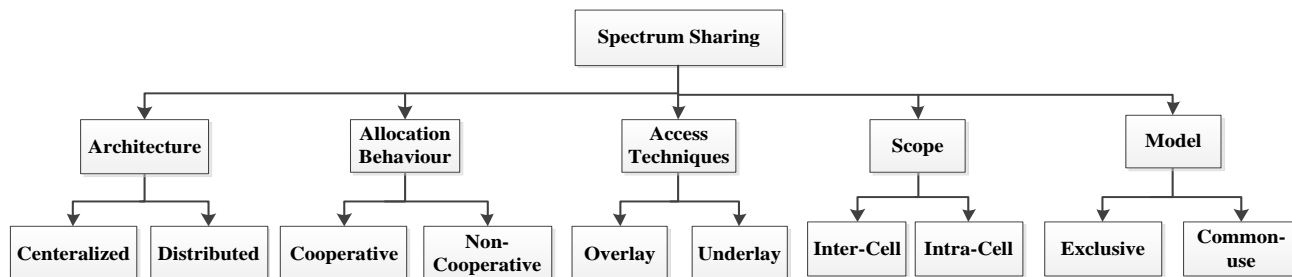 Spectrum Sharing
Architecture
Allocation
Behaviour
Access
Techniques
Scope
Model
Centeralized
Distributed
Cooperative
Non-
Cooperative
Overlay
Underlay
Inter-Cell
Intra-Cell
Exclusive
Common-
use